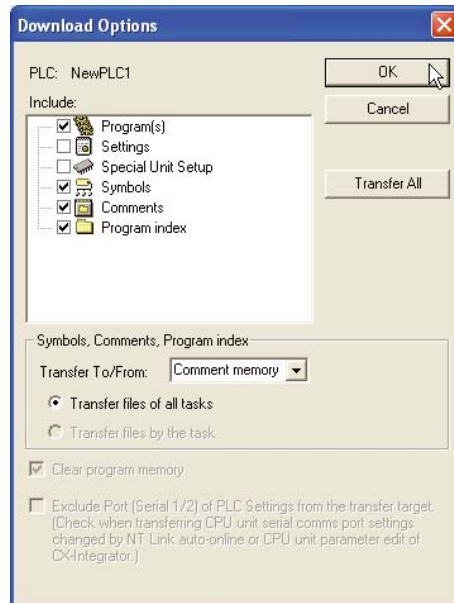 Download Options
PLC: NewPLC1
OK
Include:
Cancel
Program(s)
Settings
Special Unit Setup
Transfer All
Symbols
Comments
Program index
Symbols, Comments, Program index
Transfer To/From: Comment memory
Transfer files of all tasks
Transfer files by the task
Clear program memory
Exclude Port (Serial 1/2) of PLC Settings from the transfer target.
(Check when transferring CPU unit serial comms port settings
changed by NT Link auto-online or CPU unit parameter edit of
CX-Integrator.)